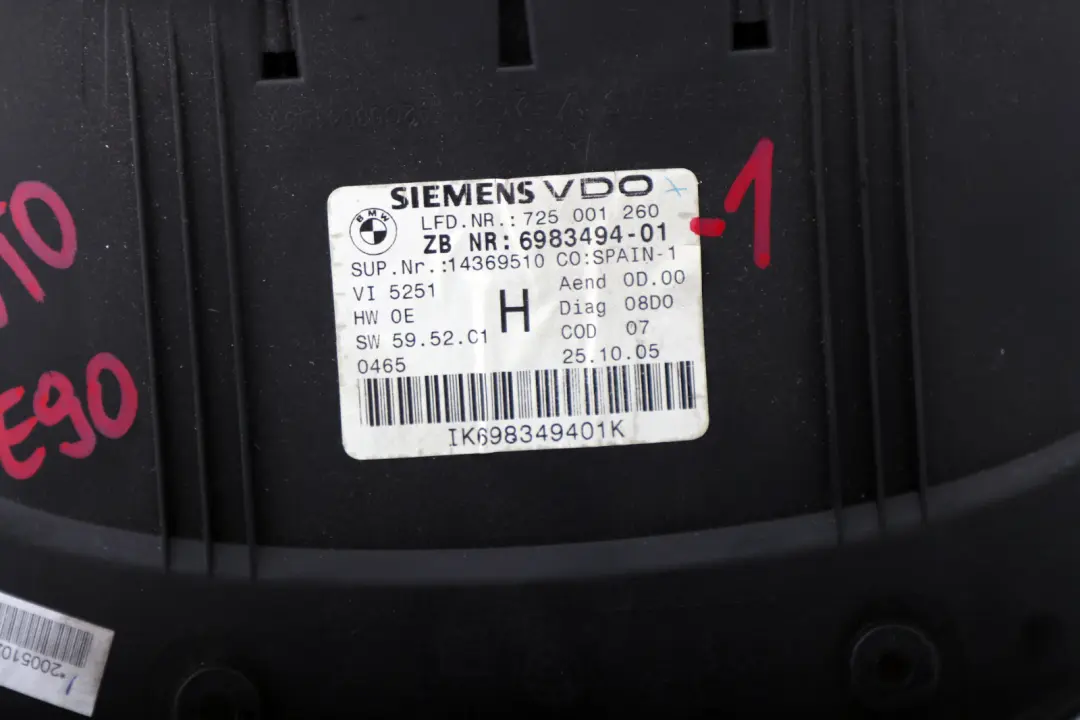 SIEMENS VDO
BMW
LFD.NR.: 725 001 260
ZB NR: 6983494-01
SUP.Nr.:14369510 CO:SPAIN-1
VI 5251
HW 0E
SW 59.52.C1
0465
H
Aend 0D.00
Diag 08D0
COD 07
25.10.05
IK698349401K
-1
E90